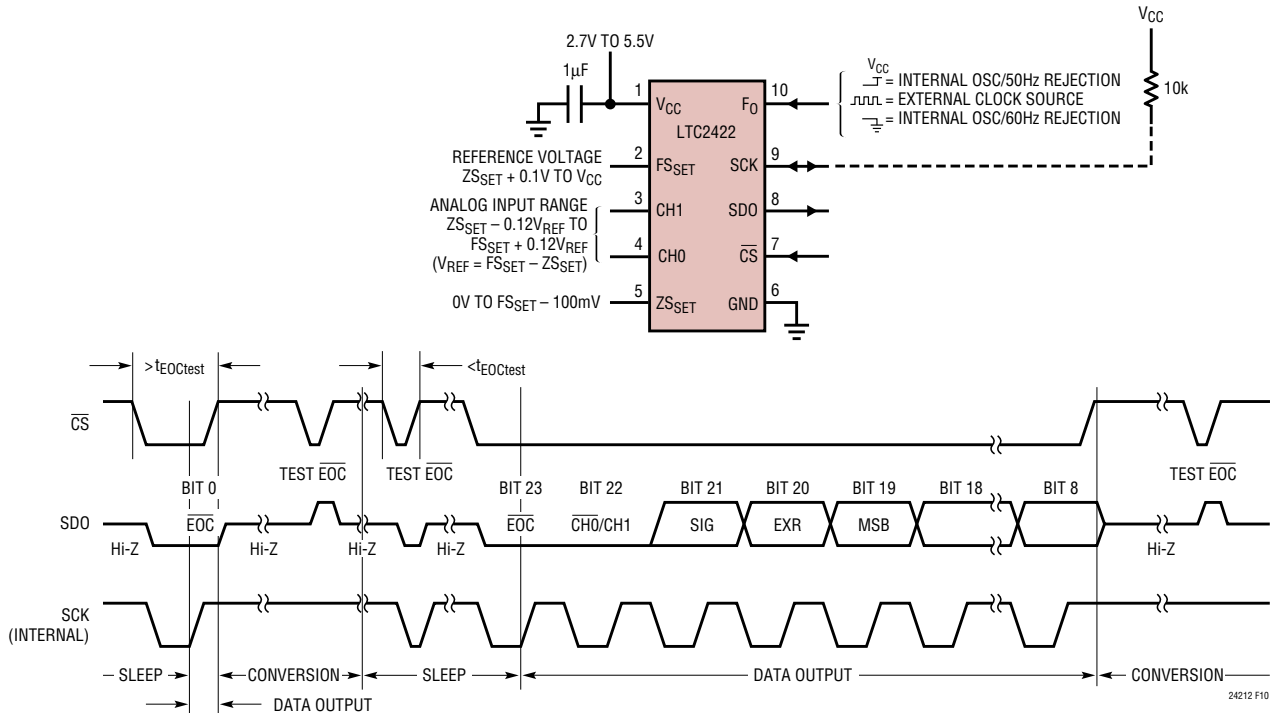 VCC
2.7V TO 5.5V
1µF
VCC
= INTERNAL OSC/50Hz REJECTION
= EXTERNAL CLOCK SOURCE
= INTERNAL OSC/60Hz REJECTION
10k
1
VCC
FO
10
LTC2422
REFERENCE VOLTAGE
ZSSET + 0.1V TO VCC
2
FSSET
SCK
9
ANALOG INPUT RANGE
ZSSET – 0.12VREF TO
FSSET + 0.12VREF
(VREF = FSSET – ZSSET)
3
CH1
SDO
8
4
CH0
CS
7
0V TO FSSET – 100mV
5
ZSSET
GND
6
>tEOCtest
<tEOCtest
CS
TEST EOC
TEST EOC
TEST EOC
BIT 0
BIT 23
BIT 22
BIT 21
BIT 20
BIT 19
BIT 18
BIT 8
SDO
EOC
EOC
CH0/CH1
SIG
EXR
MSB
Hi-Z
Hi-Z
Hi-Z
Hi-Z
Hi-Z
SCK
(INTERNAL)
SLEEP
CONVERSION
SLEEP
DATA OUTPUT
CONVERSION
DATA OUTPUT
24212 F10